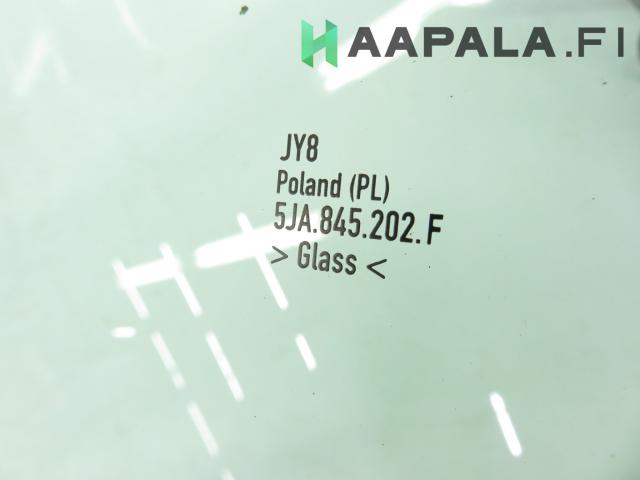 HAAPALA.FI
JY8
Poland (PL)
5JA.845.202.F
> Glass <